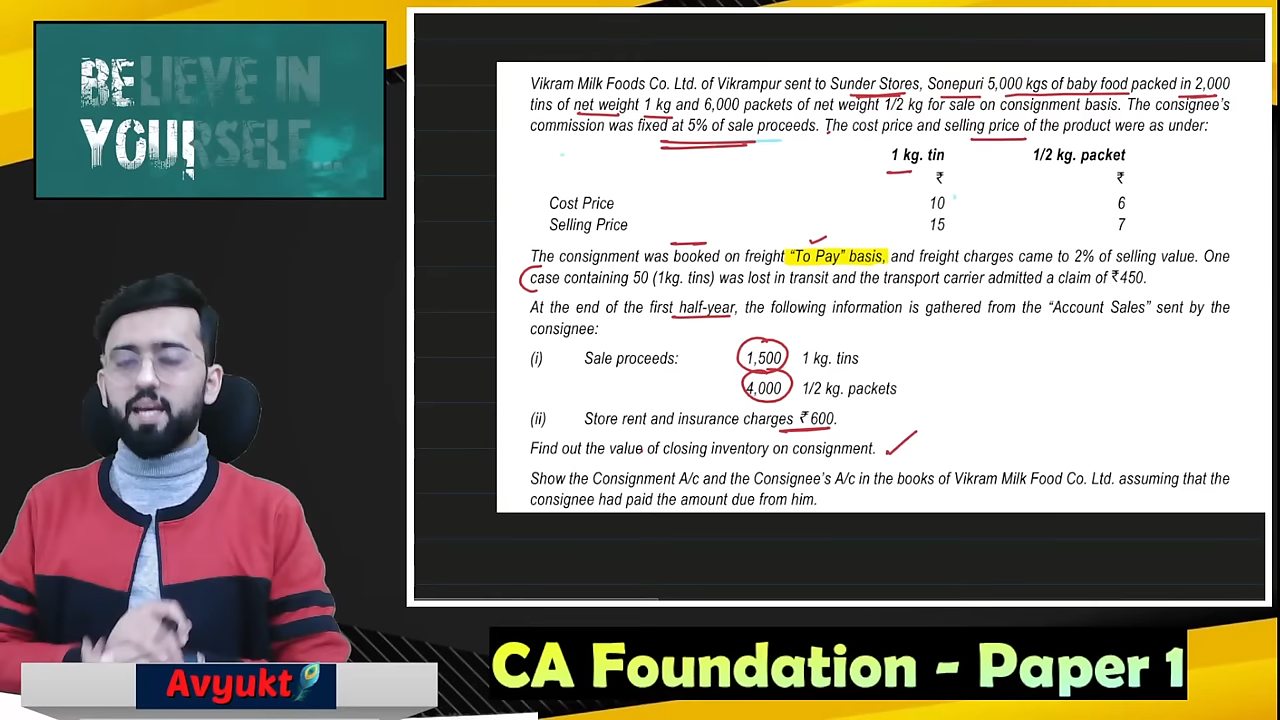 BELIEVE IN
YOURSELF...
Vikram Milk Foods Co. Ltd. of Vikrampur sent to Sunder Stores, Sonepuri 5,000 kgs of baby food packed in 2,000
tins of net weight 1 kg and 6,000 packets of net weight 1/2 kg for sale on consignment basis. The consignee's
commission was fixed at 5% of sale proceeds. The cost price and selling price of the product were as under:
1 kg. tin 1/2 kg. packet
₹ ₹
Cost Price 10 6
Selling Price 15 7
The consignment was booked on freight “To Pay” basis, and freight charges came to 2% of selling value. One
case containing 50 (1kg. tins) was lost in transit and the transport carrier admitted a claim of ₹450.
At the end of the first half-year, the following information is gathered from the “Account Sales” sent by the
consignee:
(i) Sale proceeds: 1,500 1 kg. tins
4,000 1/2 kg. packets
(ii) Store rent and insurance charges ₹ 600.
Find out the value of closing inventory on consignment.
Show the Consignment A/c and the Consignee's A/c in the books of Vikram Milk Food Co. Ltd. assuming that the
consignee had paid the amount due from him.
Avyukt
CA Foundation - Paper 1